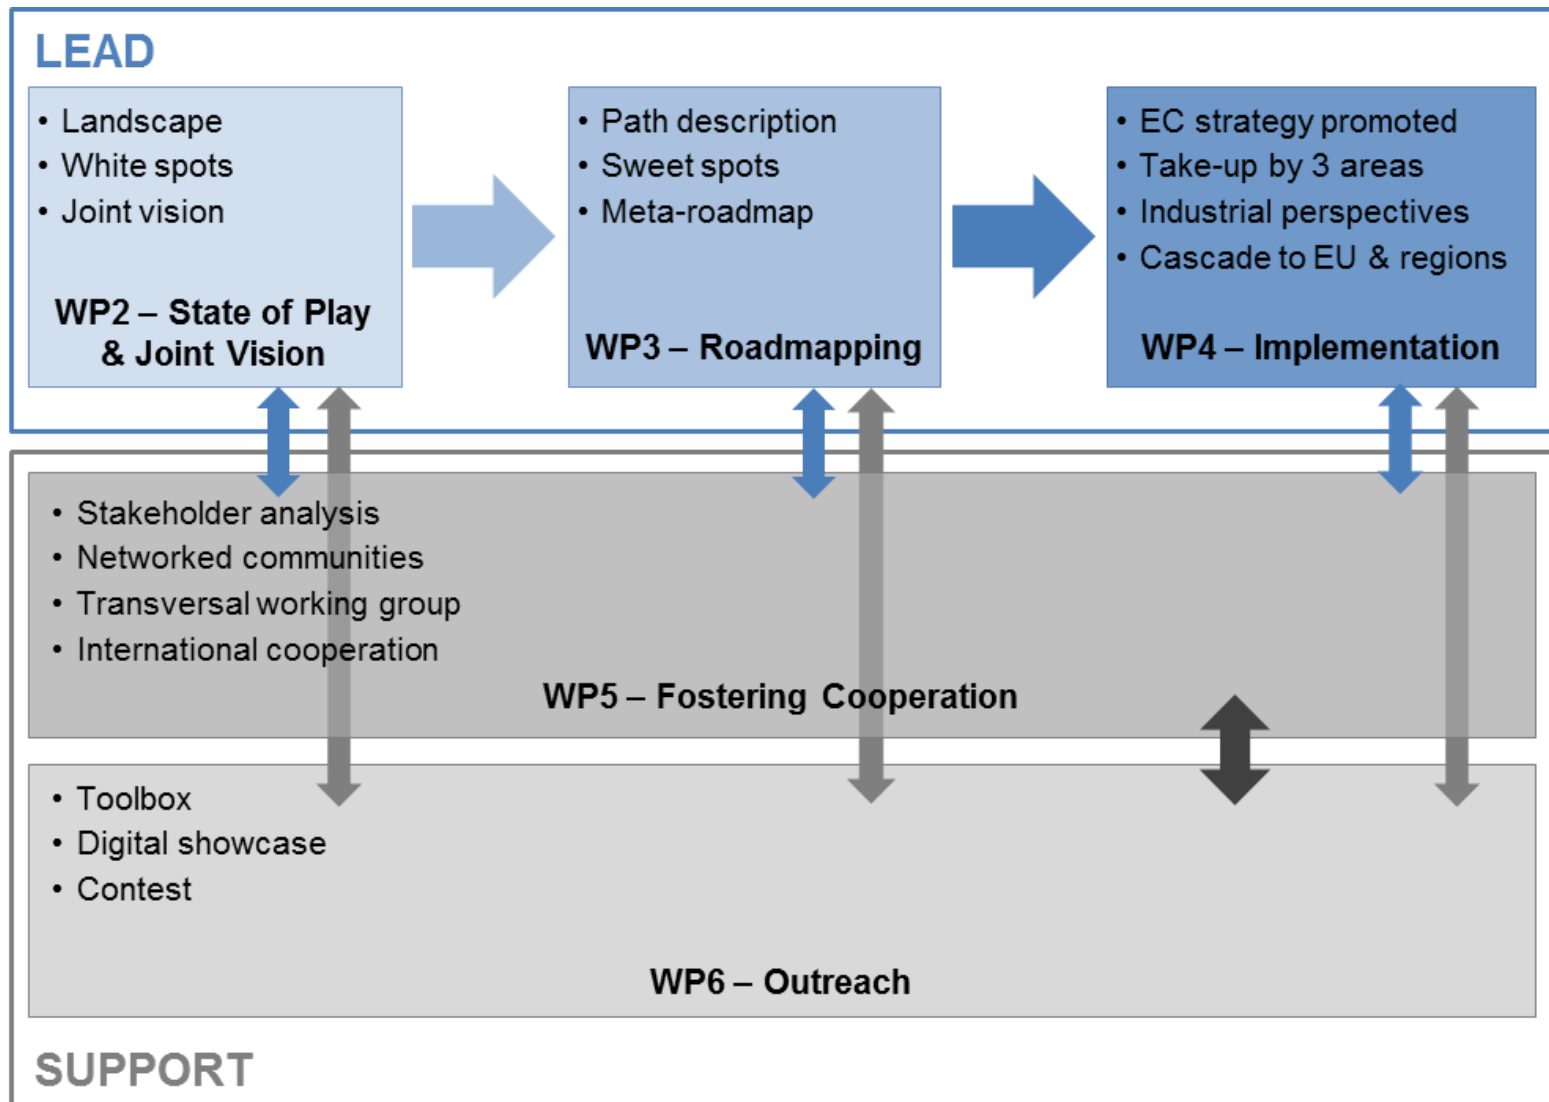 LEAD
• Landscape
• White spots
• Joint vision
WP2 – State of Play
& Joint Vision
• Path description
• Sweet spots
• Meta-roadmap
WP3 – Roadmapping
• EC strategy promoted
• Take-up by 3 areas
• Industrial perspectives
• Cascade to EU & regions
WP4 – Implementation
• Stakeholder analysis
• Networked communities
• Transversal working group
• International cooperation
WP5 – Fostering Cooperation
• Toolbox
• Digital showcase
• Contest
WP6 – Outreach
SUPPORT